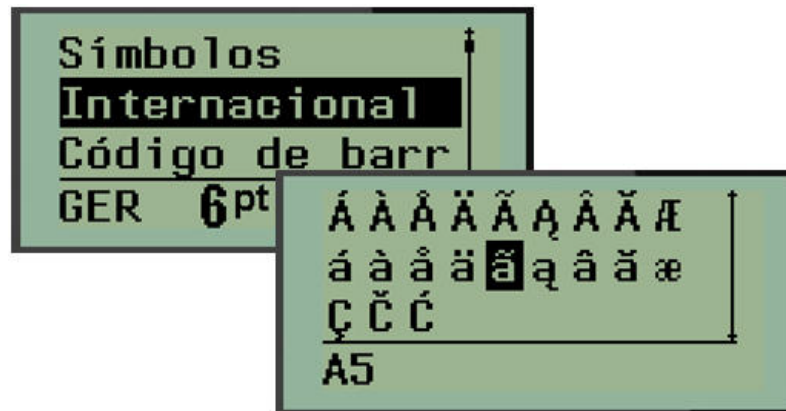 Símbolos
Internacional
Código de barr
GER 6pt
Á À Å Ä Ã Ą Â Ă Æ
á à å ä ã ą â ă æ
Ç Č Ć
A5